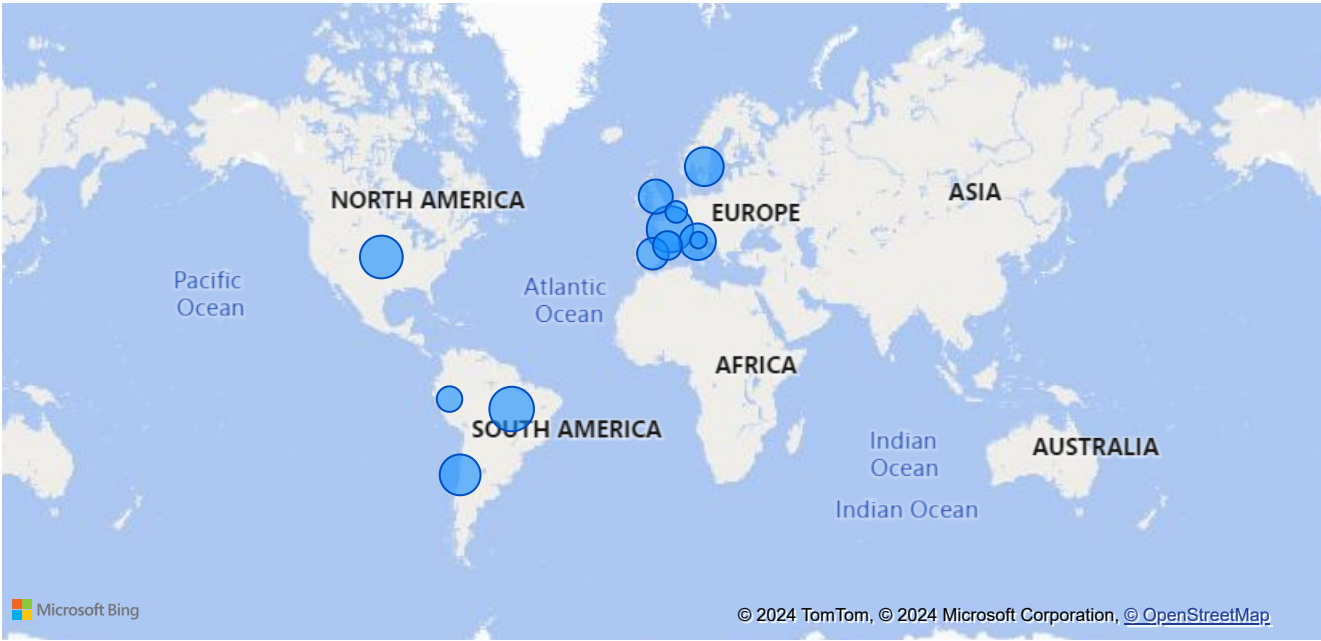 NORTH AMERICA
ASIA
EUROPE
Pacific
Ocean
Atlantic
Ocean
AFRICA
SOUTH AMERICA
Indian
Ocean
AUSTRALIA
Indian Ocean
Microsoft Bing
© 2024 TomTom, © 2024 Microsoft Corporation, © OpenStreetMap